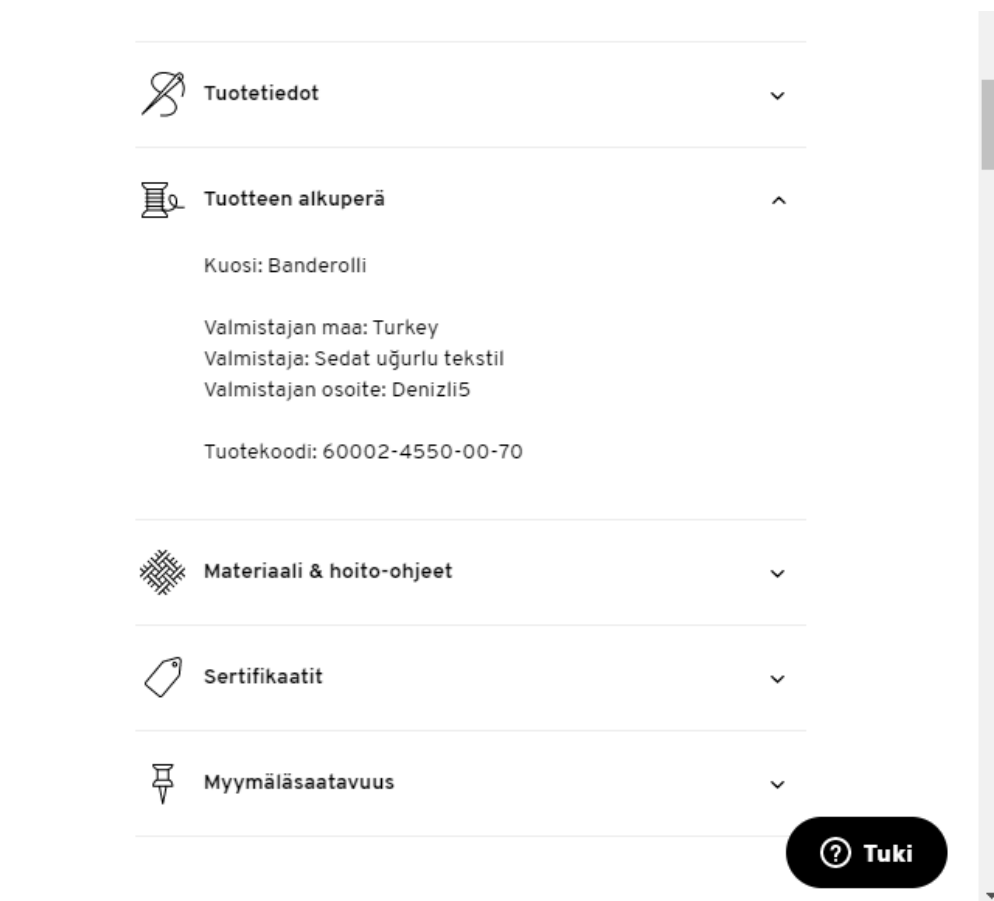 Tuotetiedot
Tuotteen alkuperä
Kuosi: Banderolli
Valmistajan maa: Turkey
Valmistaja: Sedat uğurlu tekstil
Valmistajan osoite: Denizli5
Tuotekoodi: 60002-4550-00-70
Materiaali & hoito-ohjeet
Sertifikaatit
Myymäläsaatavuus
Tuki